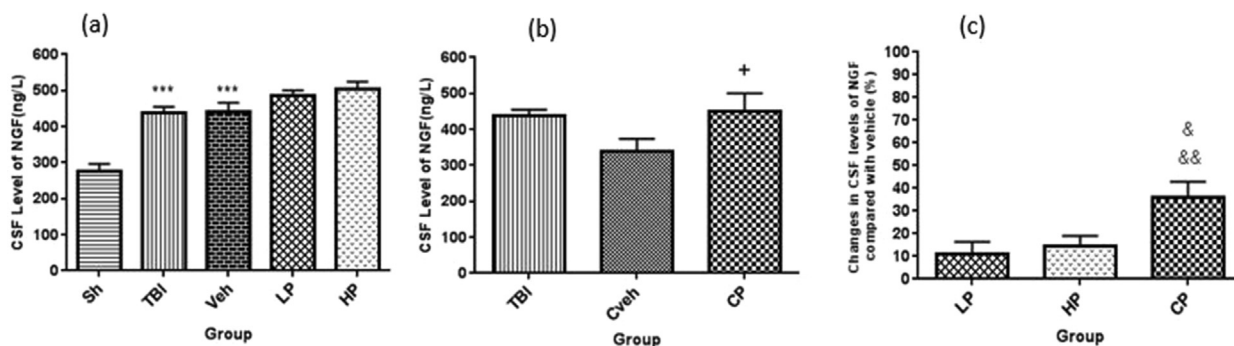 (a)
CSF Level of NGF(ng/L)
600
500
400
300
200
100
0
***
***
Sh
TBI
Veh
LP
HP
Group
(b)
CSF Level of NGF(ng/L)
600
500
400
300
200
100
0
+
TBI
Cveh
CP
Group
(c)
Changes in CSF levels of NGF
compared with vehicle (%)
100
90
80
70
60
50
40
30
20
10
0
&
&&
LP
HP
CP
Group